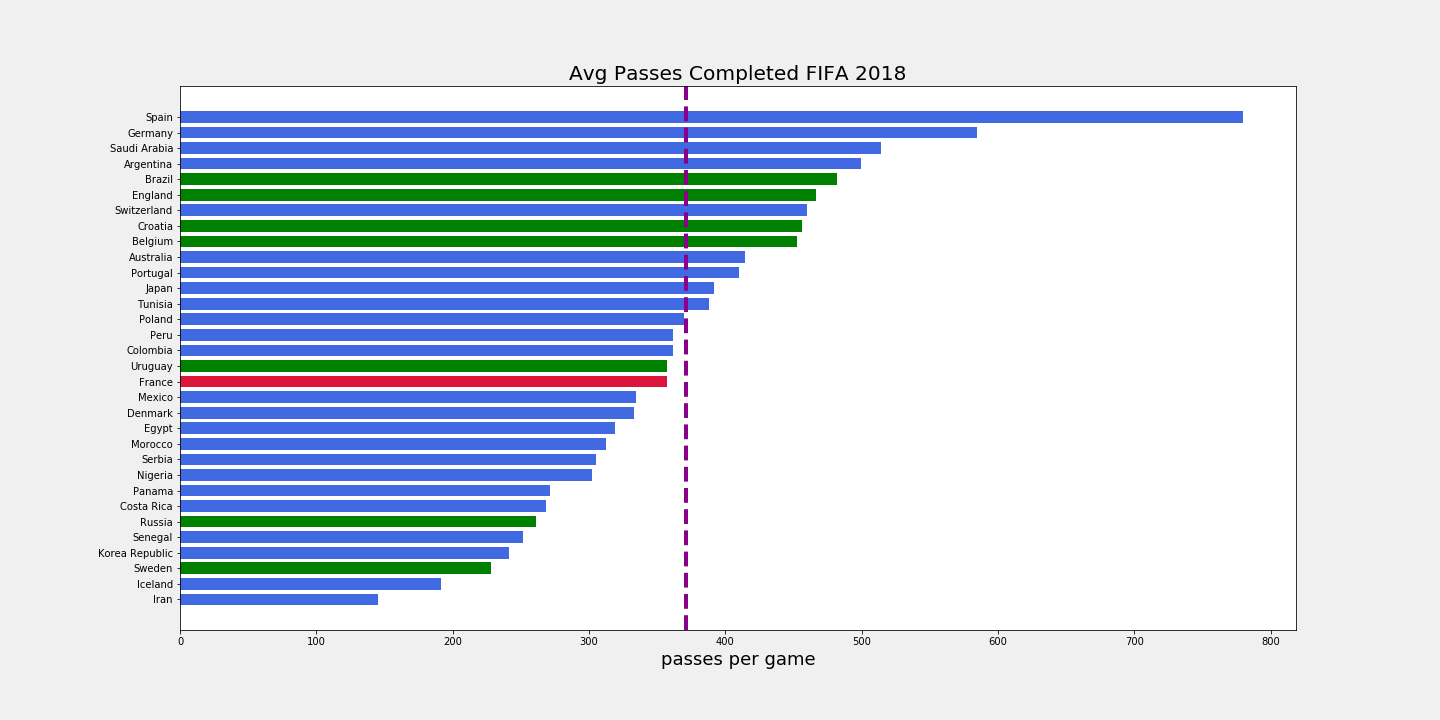 Avg Passes Completed FIFA 2018
Spain
Germany
Saudi Arabia
Argentina
Brazil
England
Switzerland
Croatia
Belgium
Australia
Portugal
Japan
Tunisia
Poland
Peru
Colombia
Uruguay
France
Mexico
Denmark
Egypt
Morocco
Serbia
Nigeria
Panama
Costa Rica
Russia
Senegal
Korea Republic
Sweden
Iceland
Iran
0 100 200 300 400 500 600 700 800
passes per game